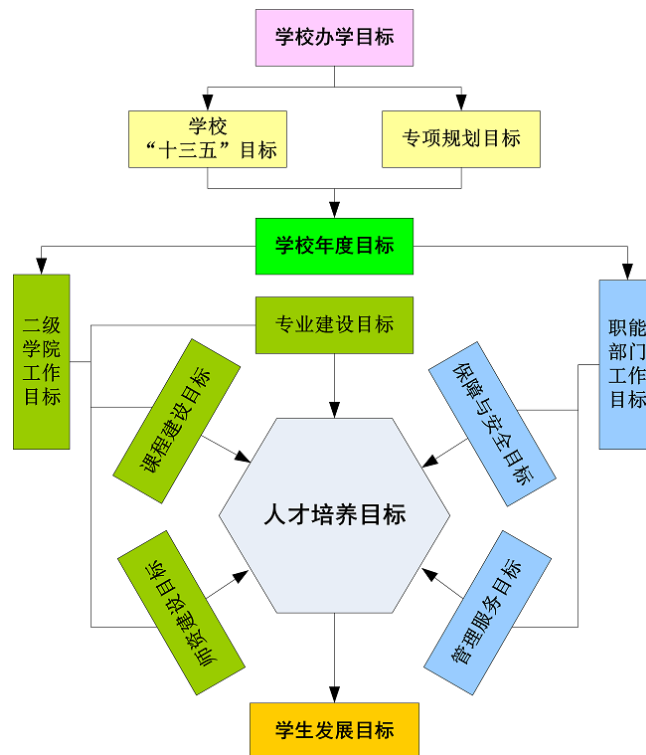 学校办学目标
学校
“十三五”目标
专项规划目标
学校年度目标
二级
学院
工作
目标
专业建设目标
职能
部门
工作
目标
课程建设目标
保障与安全目标
人才培养目标
师资建设目标
管理服务目标
学生发展目标